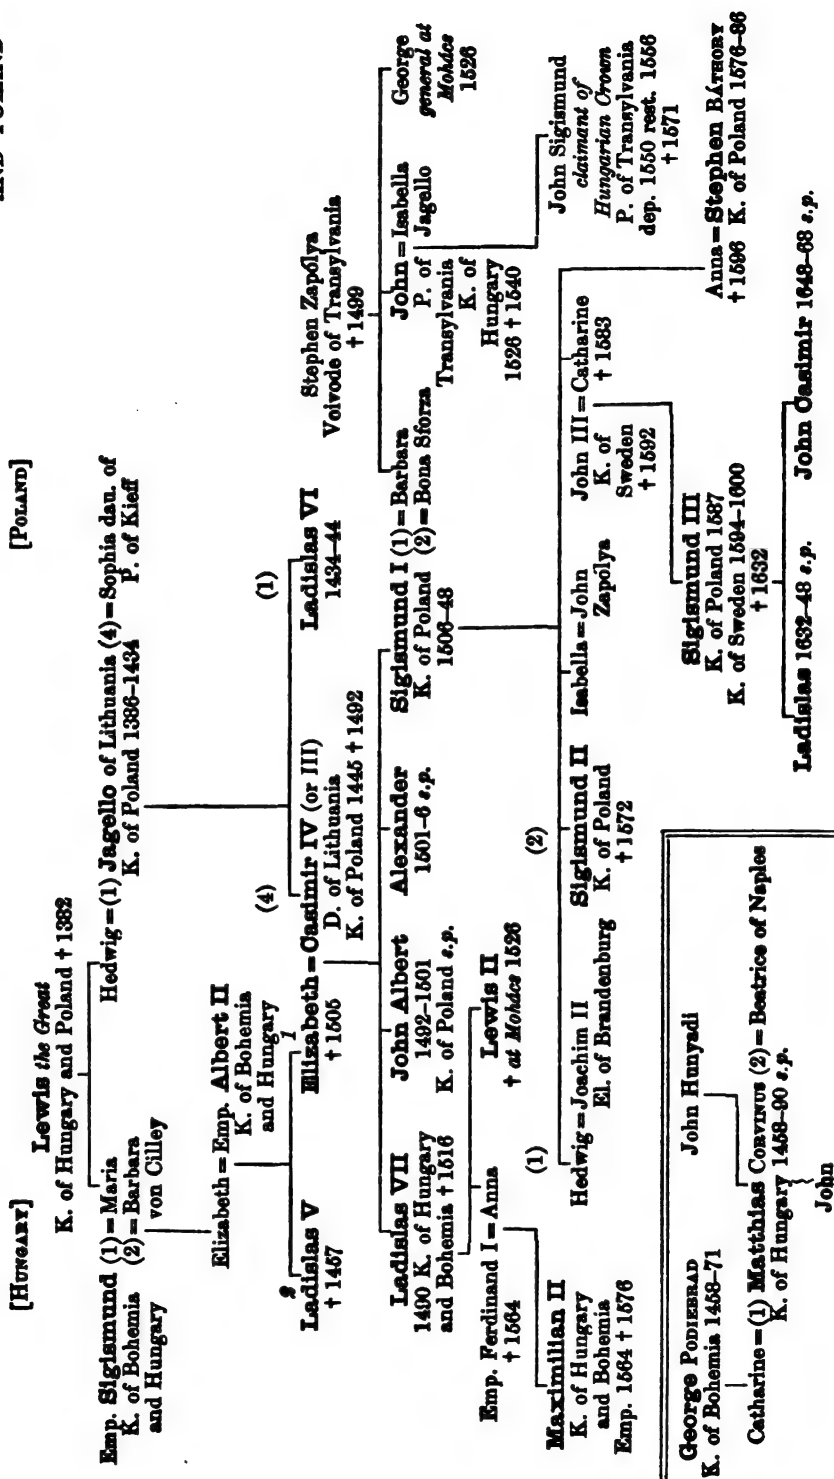 AND POLAND
[HUNGARY]
[POLAND]
Lewis the Great
K. of Hungary and Poland † 1382
Emp. Sigismund (1) = Maria
K. of Bohemia (2) = Barbara
and Hungary von Cilley
Hedwig = (1) Jagello of Lithuania (4) = Sophia dau. of
K. of Poland 1386–1434 P. of Kieff
Elizabeth = Emp. Albert II
K. of Bohemia
and Hungary
(4)
(1)
2
Ladislas V
† 1457
1
Elizabeth = Casimir IV (or III)
† 1505 D. of Lithuania
K. of Poland 1445 † 1492
Ladislas VI
1434–44
Stephen Zapólya
Voivode of Transylvania
† 1499
Ladislas VII
1490 K. of Hungary
and Bohemia † 1516
John Albert
1492–1501
K. of Poland s.p.
Alexander
1501–6 s.p.
Sigismund I (1) = Barbara
K. of Poland (2) = Bona Sforza
1506–48
John = Isabella
P. of Jagello
Transylvania
K. of
Hungary
1526 † 1540
George
general at
Mohács
1526
Emp. Ferdinand I = Anna
† 1564
Lewis II
† at Mohács 1526
John Sigismund
claimant of
Hungarian Crown
P. of Transylvania
dep. 1550 rest. 1556
† 1571
Maximilian II
K. of Hungary
and Bohemia
Emp. 1564 † 1576
(1)
(2)
Hedwig = Joachim II
El. of Brandenburg
Sigismund II
K. of Poland
† 1572
Isabella = John
Zapólya
John III = Catharine
K. of † 1583
Sweden
† 1592
Anna = Stephen BÁTHORY
† 1596 K. of Poland 1576–86
Sigismund III
K. of Poland 1587
K. of Sweden 1594–1600
† 1632
Ladislas 1632–48 s.p.
John Casimir 1648–68 s.p.
George PODIEBRAD
K. of Bohemia 1458–71
John Hunyadi
Catharine = (1) Matthias CORVINUS (2) = Beatrice of Naples
K. of Hungary 1458–90 s.p.
John